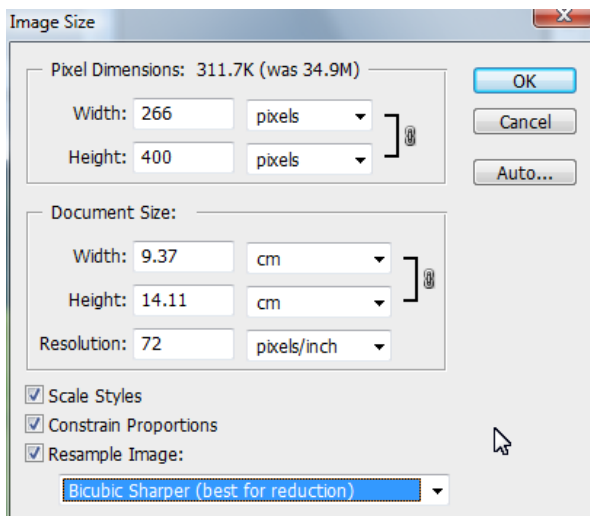 Image Size
Pixel Dimensions: 311.7K (was 34.9M)
OK
Width: 266 pixels
Cancel
Height: 400 pixels
Auto...
Document Size:
Width: 9.37 cm
Height: 14.11 cm
Resolution: 72 pixels/inch
Scale Styles
Constrain Proportions
Resample Image:
Bicubic Sharper (best for reduction)